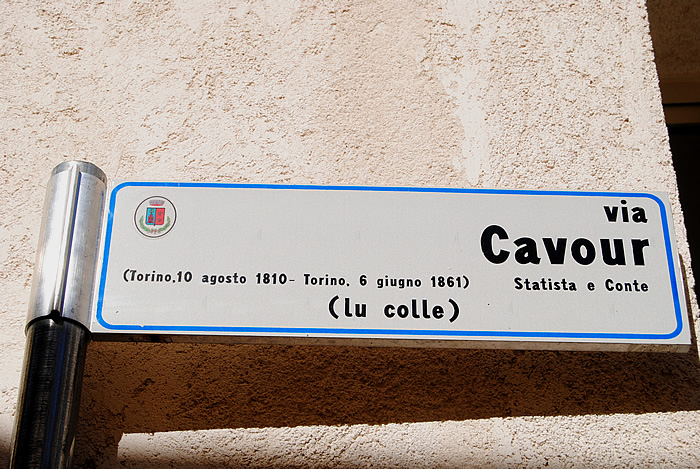 via
Cavour
(Torino,10 agosto 1810- Torino, 6 giugno 1861) Statista e Conte
(lu colle)